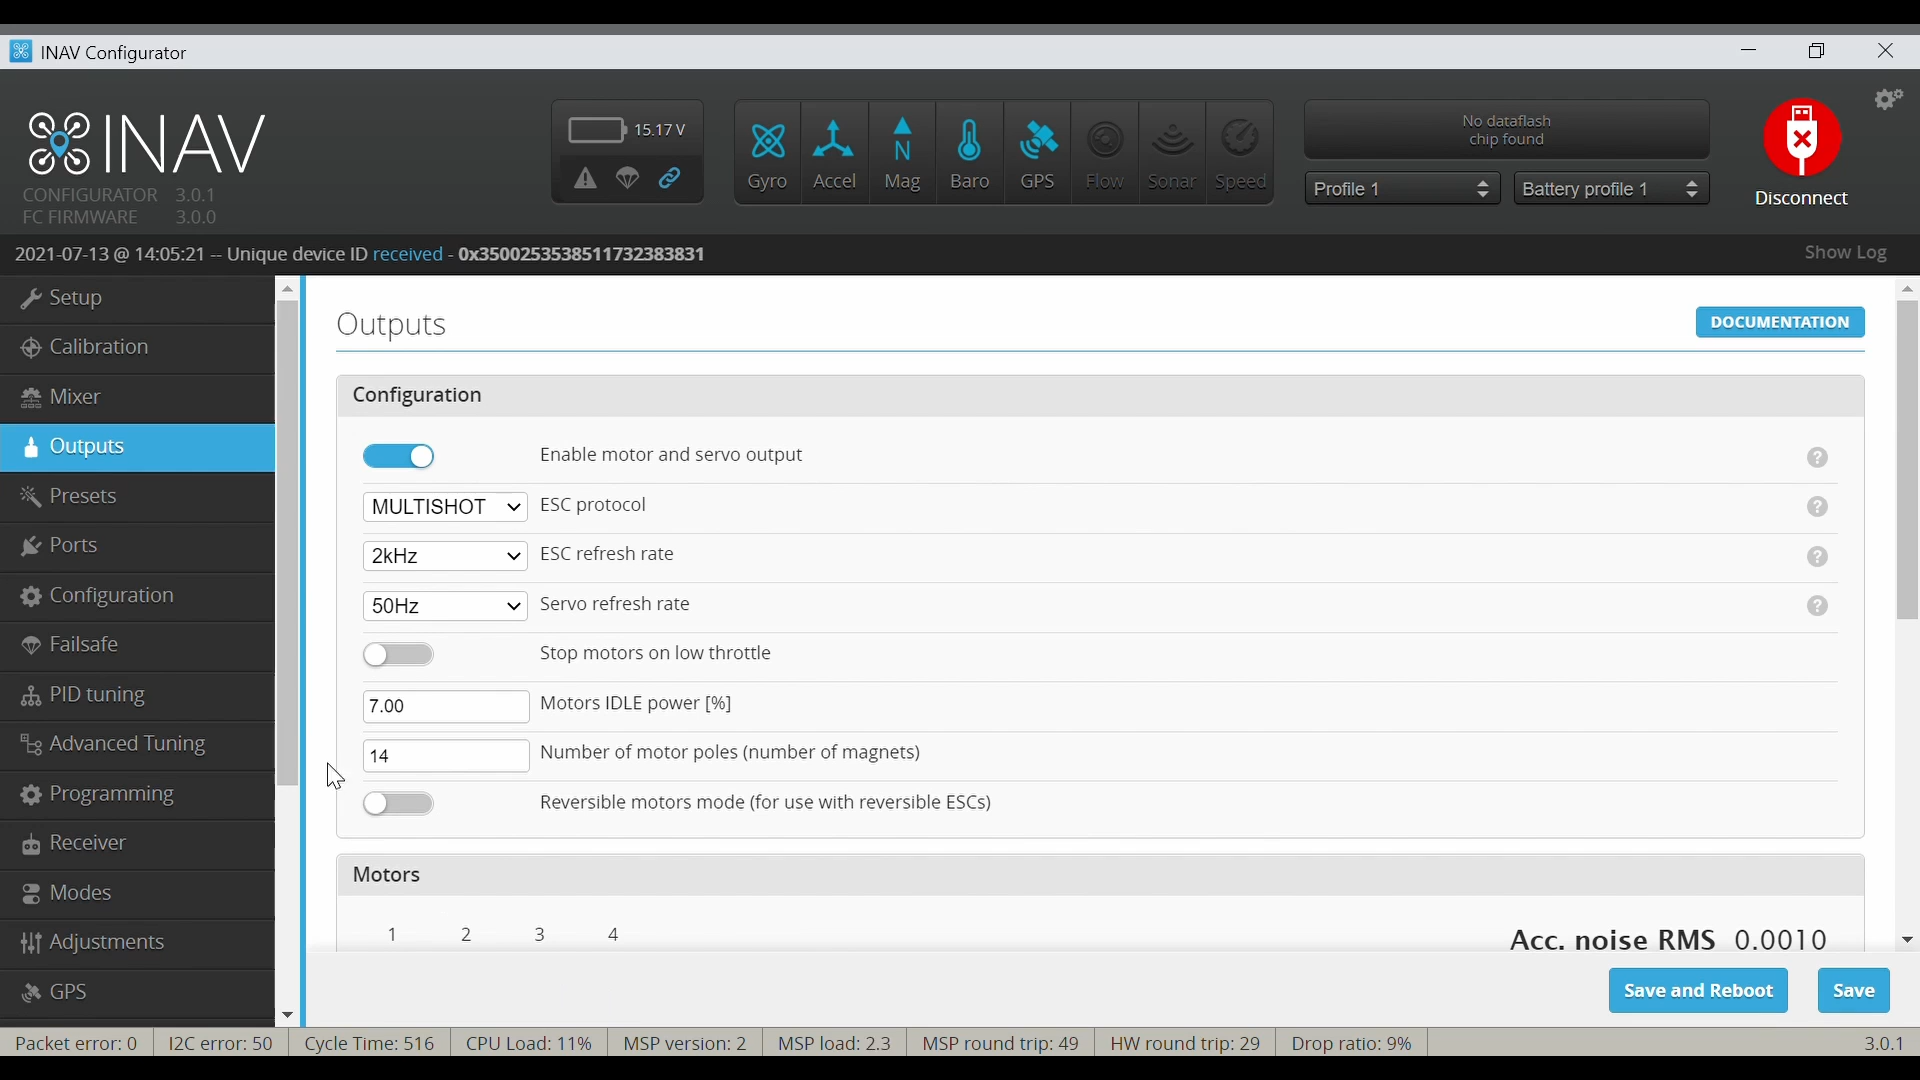 INAV Configurator
INAV
CONFIGURATOR 3.0.1
FC FIRMWARE 3.0.0
15.17 V
N
Gyro Accel Mag Baro GPS Flow Sonar Speed
No dataflash
chip found
Profile 1
Battery profile 1
Disconnect
2021-07-13 @ 14:05:21 -- Unique device ID received - 0x3500253538511732383831
Show Log
Setup
Calibration
Mixer
Outputs
Presets
Ports
Configuration
Failsafe
PID tuning
Advanced Tuning
Programming
Receiver
Modes
Adjustments
GPS
Outputs
DOCUMENTATION
Configuration
Enable motor and servo output ?
MULTISHOT ESC protocol ?
2kHz ESC refresh rate ?
50Hz Servo refresh rate ?
Stop motors on low throttle
7.00 Motors IDLE power [%]
14 Number of motor poles (number of magnets)
Reversible motors mode (for use with reversible ESCs)
Motors
1 2 3 4
Acc. noise RMS 0.0010
Save and Reboot
Save
Packet error: 0 I2C error: 50 Cycle Time: 516 CPU Load: 11% MSP version: 2 MSP load: 2.3 MSP round trip: 49 HW round trip: 29 Drop ratio: 9% 3.0.1